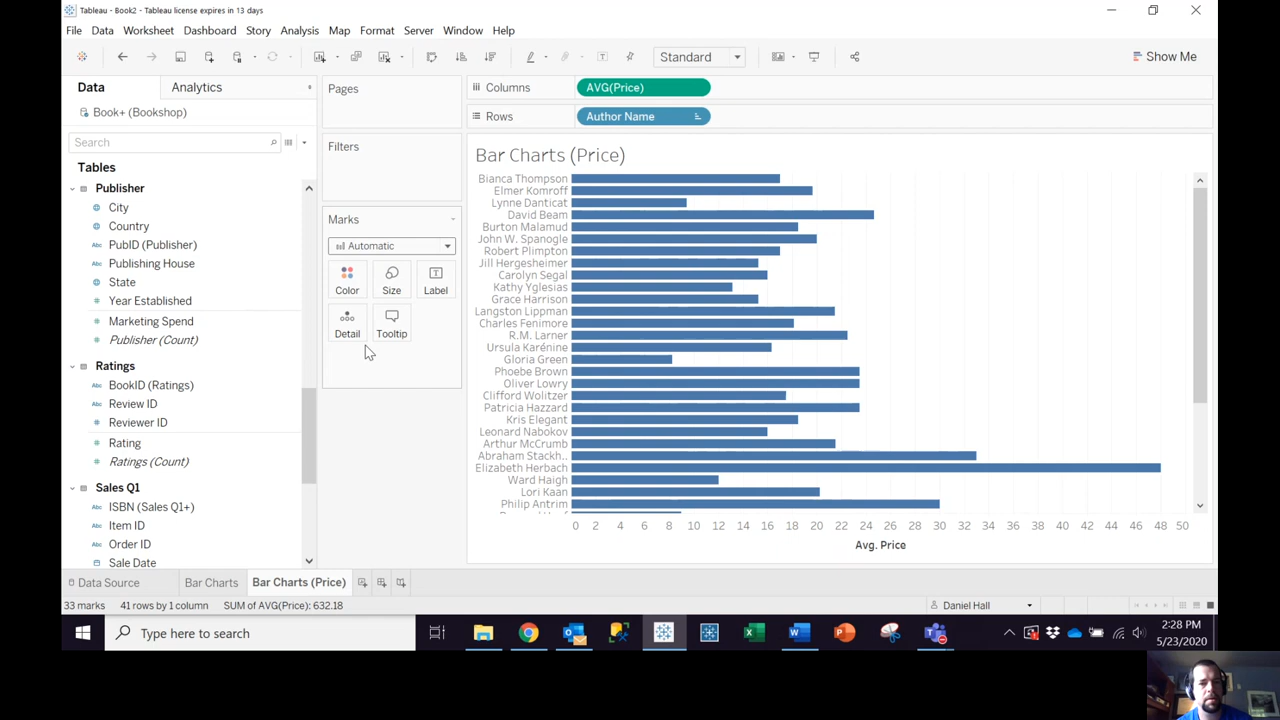 Tableau - Book2 - Tableau license expires in 13 days
File Data Worksheet Dashboard Story Analysis Map Format Server Window Help
Standard
Show Me
Data Analytics
Book+ (Bookshop)
Search
Tables
Publisher
City
Country
PubID (Publisher)
Publishing House
State
Year Established
Marketing Spend
Publisher (Count)
Ratings
BookID (Ratings)
Review ID
Reviewer ID
Rating
Ratings (Count)
Sales Q1
ISBN (Sales Q1+)
Item ID
Order ID
Sale Date
Pages
Filters
Marks
Automatic
Color Size Label
Detail Tooltip
Columns AVG(Price)
Rows Author Name
Bar Charts (Price)
Bianca Thompson
Elmer Komroff
Lynne Danticat
David Beam
Burton Malamud
John W. Spanogle
Robert Plimpton
Jill Hergesheimer
Carolyn Segal
Kathy Yglesias
Grace Harrison
Langston Lippman
Charles Fenimore
R.M. Larner
Ursula Karénine
Gloria Green
Phoebe Brown
Oliver Lowry
Clifford Wolitzer
Patricia Hazzard
Kris Elegant
Leonard Nabokov
Arthur McCrumb
Abraham Stackh..
Elizabeth Herbach
Ward Haigh
Lori Kaan
Philip Antrim
0 2 4 6 8 10 12 14 16 18 20 22 24 26 28 30 32 34 36 38 40 42 44 46 48 50
Avg. Price
Data Source Bar Charts Bar Charts (Price)
33 marks 41 rows by 1 column SUM of AVG(Price): 632.18 Daniel Hall
Type here to search
2:28 PM
5/23/2020